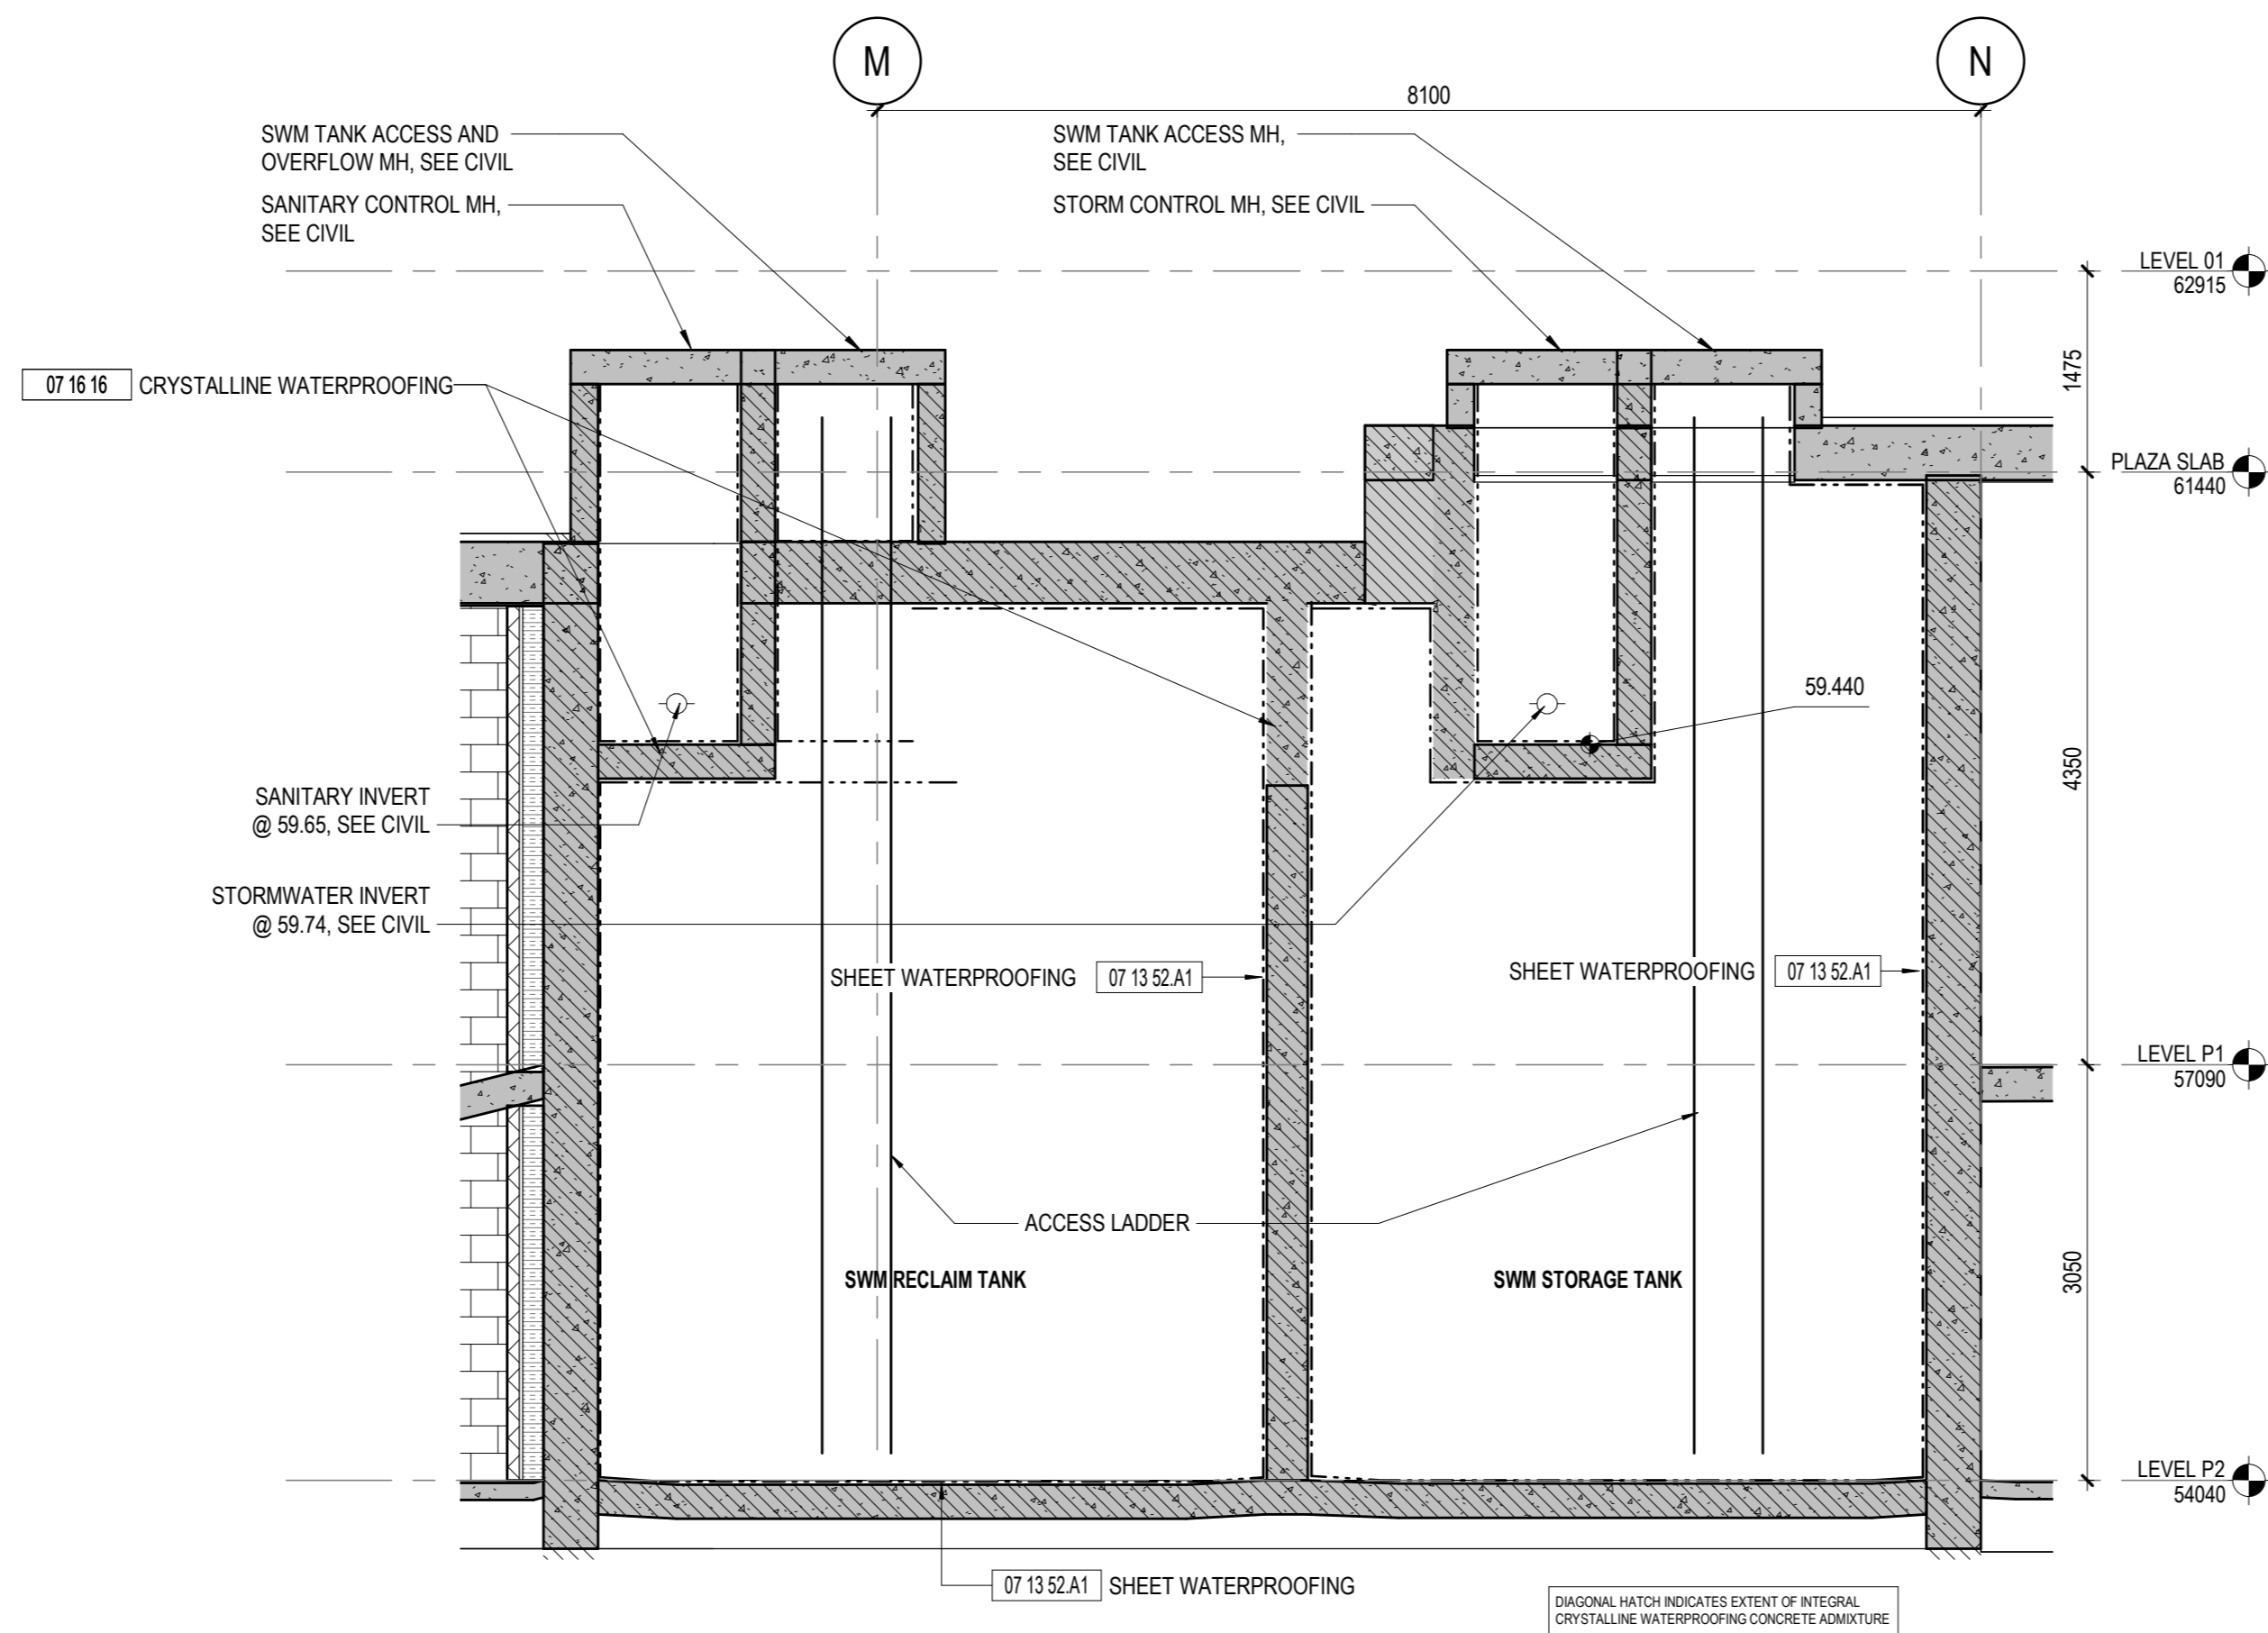 M
N
8100
SWM TANK ACCESS AND
OVERFLOW MH, SEE CIVIL
SANITARY CONTROL MH,
SEE CIVIL
SWM TANK ACCESS MH,
SEE CIVIL
STORM CONTROL MH, SEE CIVIL
LEVEL 01
62915
1475
07 16 16 CRYSTALLINE WATERPROOFING
PLAZA SLAB
61440
59.440
4350
SANITARY INVERT
@ 59.65, SEE CIVIL
STORMWATER INVERT
@ 59.74, SEE CIVIL
SHEET WATERPROOFING 07 13 52.A1
SHEET WATERPROOFING 07 13 52.A1
LEVEL P1
57090
ACCESS LADDER
3050
SWM RECLAIM TANK
SWM STORAGE TANK
LEVEL P2
54040
07 13 52.A1 SHEET WATERPROOFING
DIAGONAL HATCH INDICATES EXTENT OF INTEGRAL
CRYSTALLINE WATERPROOFING CONCRETE ADMIXTURE